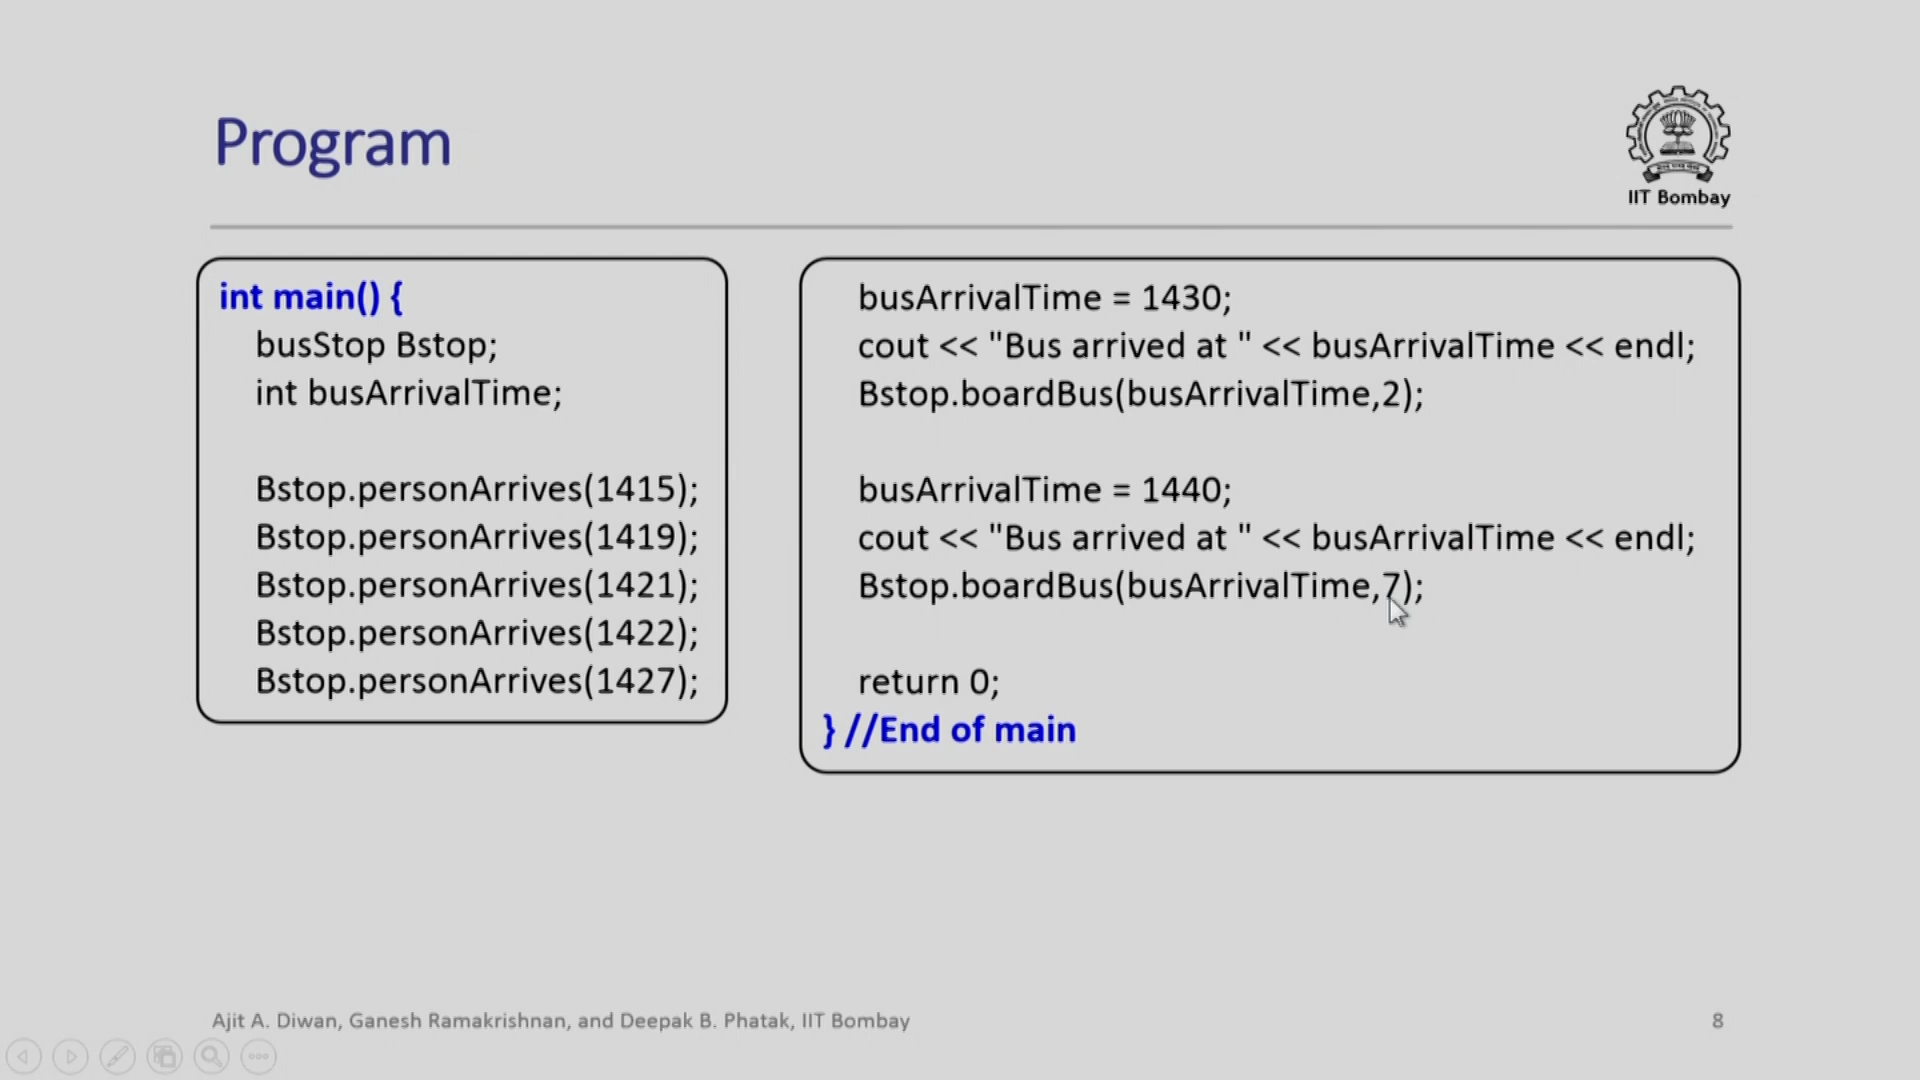 Program
IIT Bombay
int main() {
busStop Bstop;
int busArrivalTime;
Bstop.personArrives(1415);
Bstop.personArrives(1419);
Bstop.personArrives(1421);
Bstop.personArrives(1422);
Bstop.personArrives(1427);
busArrivalTime = 1430;
cout << "Bus arrived at " << busArrivalTime << endl;
Bstop.boardBus(busArrivalTime,2);
busArrivalTime = 1440;
cout << "Bus arrived at " << busArrivalTime << endl;
Bstop.boardBus(busArrivalTime,7);
return 0;
} //End of main
Ajit A. Diwan, Ganesh Ramakrishnan, and Deepak B. Phatak, IIT Bombay
8